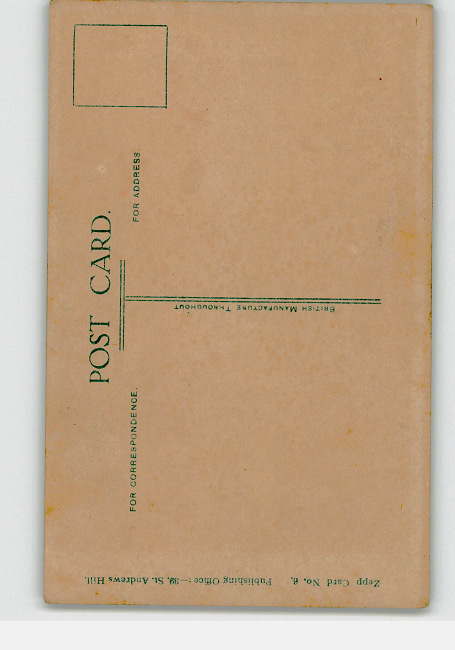 POST CARD.
FOR CORRESPONDENCE.
FOR ADDRESS
BRITISH MANUFACTURE THROUGHOUT
Zepp Card No. 6. Publishing Office:—39, St. Andrews Hill.